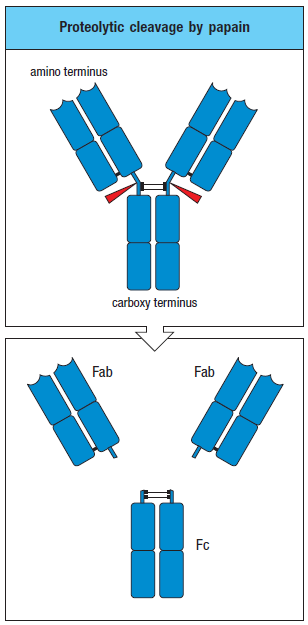 Proteolytic cleavage by papain
amino terminus
carboxy terminus
Fab
Fab
Fc